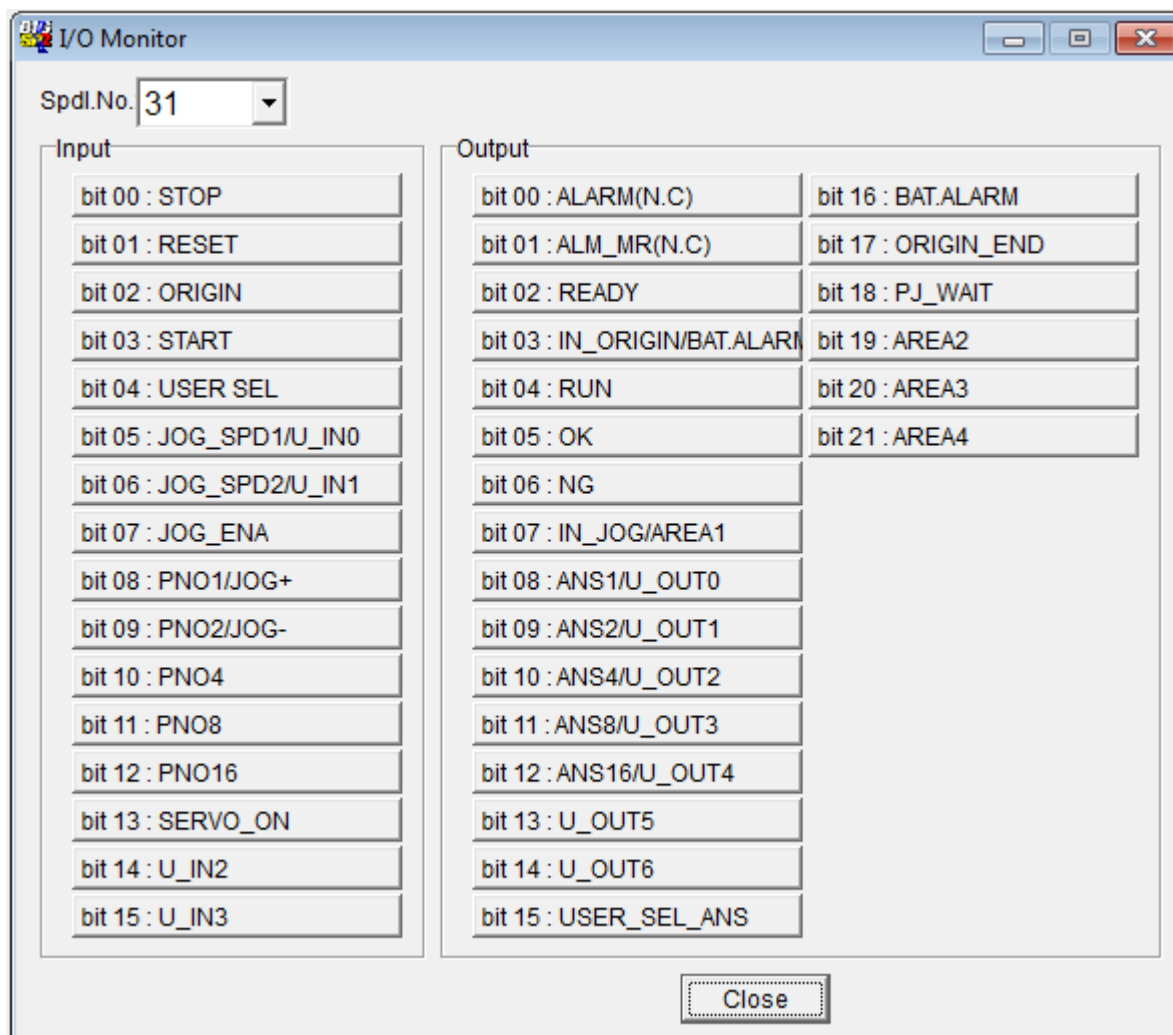 I/O Monitor
Spdl.No. 31
Input
bit 00 : STOP
bit 01 : RESET
bit 02 : ORIGIN
bit 03 : START
bit 04 : USER SEL
bit 05 : JOG_SPD1/U_IN0
bit 06 : JOG_SPD2/U_IN1
bit 07 : JOG_ENA
bit 08 : PNO1/JOG+
bit 09 : PNO2/JOG-
bit 10 : PNO4
bit 11 : PNO8
bit 12 : PNO16
bit 13 : SERVO_ON
bit 14 : U_IN2
bit 15 : U_IN3
Output
bit 00 : ALARM(N.C)
bit 01 : ALM_MR(N.C)
bit 02 : READY
bit 03 : IN_ORIGIN/BAT.ALARM
bit 04 : RUN
bit 05 : OK
bit 06 : NG
bit 07 : IN_JOG/AREA1
bit 08 : ANS1/U_OUT0
bit 09 : ANS2/U_OUT1
bit 10 : ANS4/U_OUT2
bit 11 : ANS8/U_OUT3
bit 12 : ANS16/U_OUT4
bit 13 : U_OUT5
bit 14 : U_OUT6
bit 15 : USER_SEL_ANS
bit 16 : BAT.ALARM
bit 17 : ORIGIN_END
bit 18 : PJ_WAIT
bit 19 : AREA2
bit 20 : AREA3
bit 21 : AREA4
Close